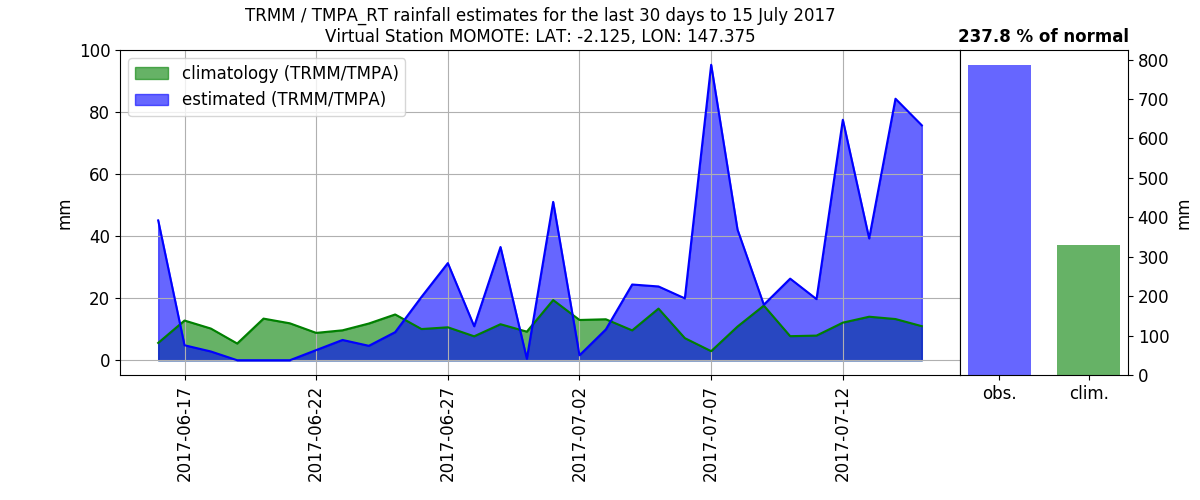 TRMM / TMPA_RT rainfall estimates for the last 30 days to 15 July 2017
Virtual Station MOMOTE: LAT: -2.125, LON: 147.375
237.8 % of normal
climatology (TRMM/TMPA)
estimated (TRMM/TMPA)
mm
100
80
60
40
20
0
2017-06-17
2017-06-22
2017-06-27
2017-07-02
2017-07-07
2017-07-12
800
700
600
500
400
300
200
100
0
mm
obs.
clim.